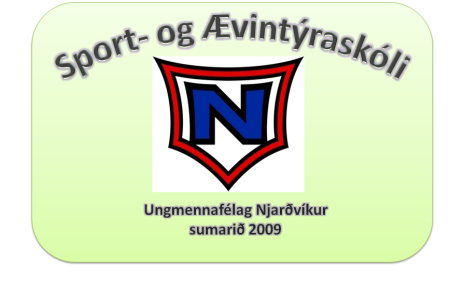 Sport- og Ævintýraskóli
N
Ungmennafélag Njarðvíkur
sumarið 2009